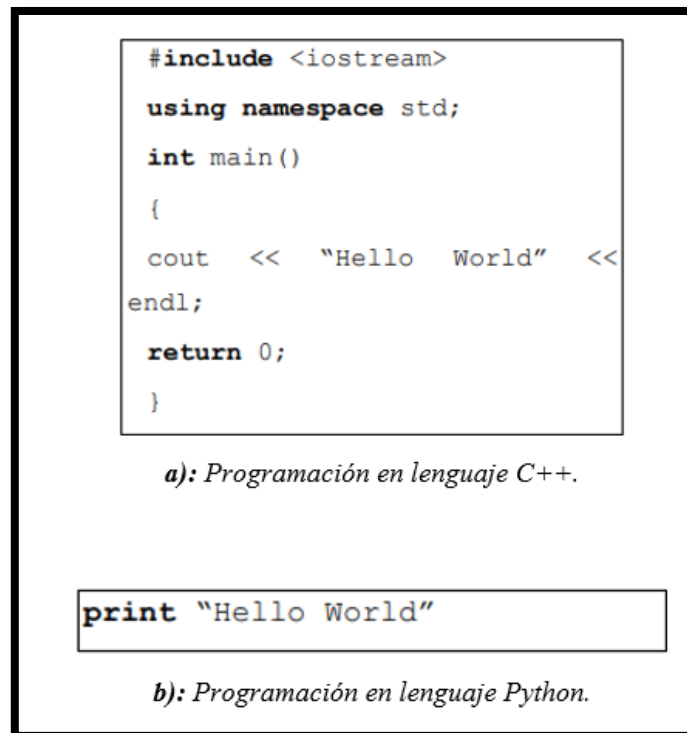 #include <iostream>
using namespace std;
int main()
{
cout << “Hello World” <<
endl;
return 0;
}
a): Programación en lenguaje C++.
print “Hello World”
b): Programación en lenguaje Python.